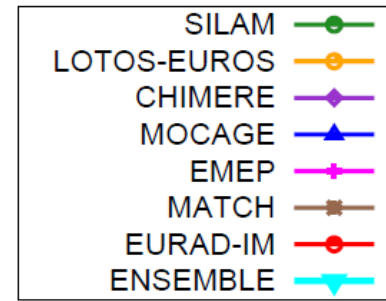 SILAM
LOTOS-EUROS
CHIMERE
MOCAGE
EMEP
MATCH
EURAD-IM
ENSEMBLE